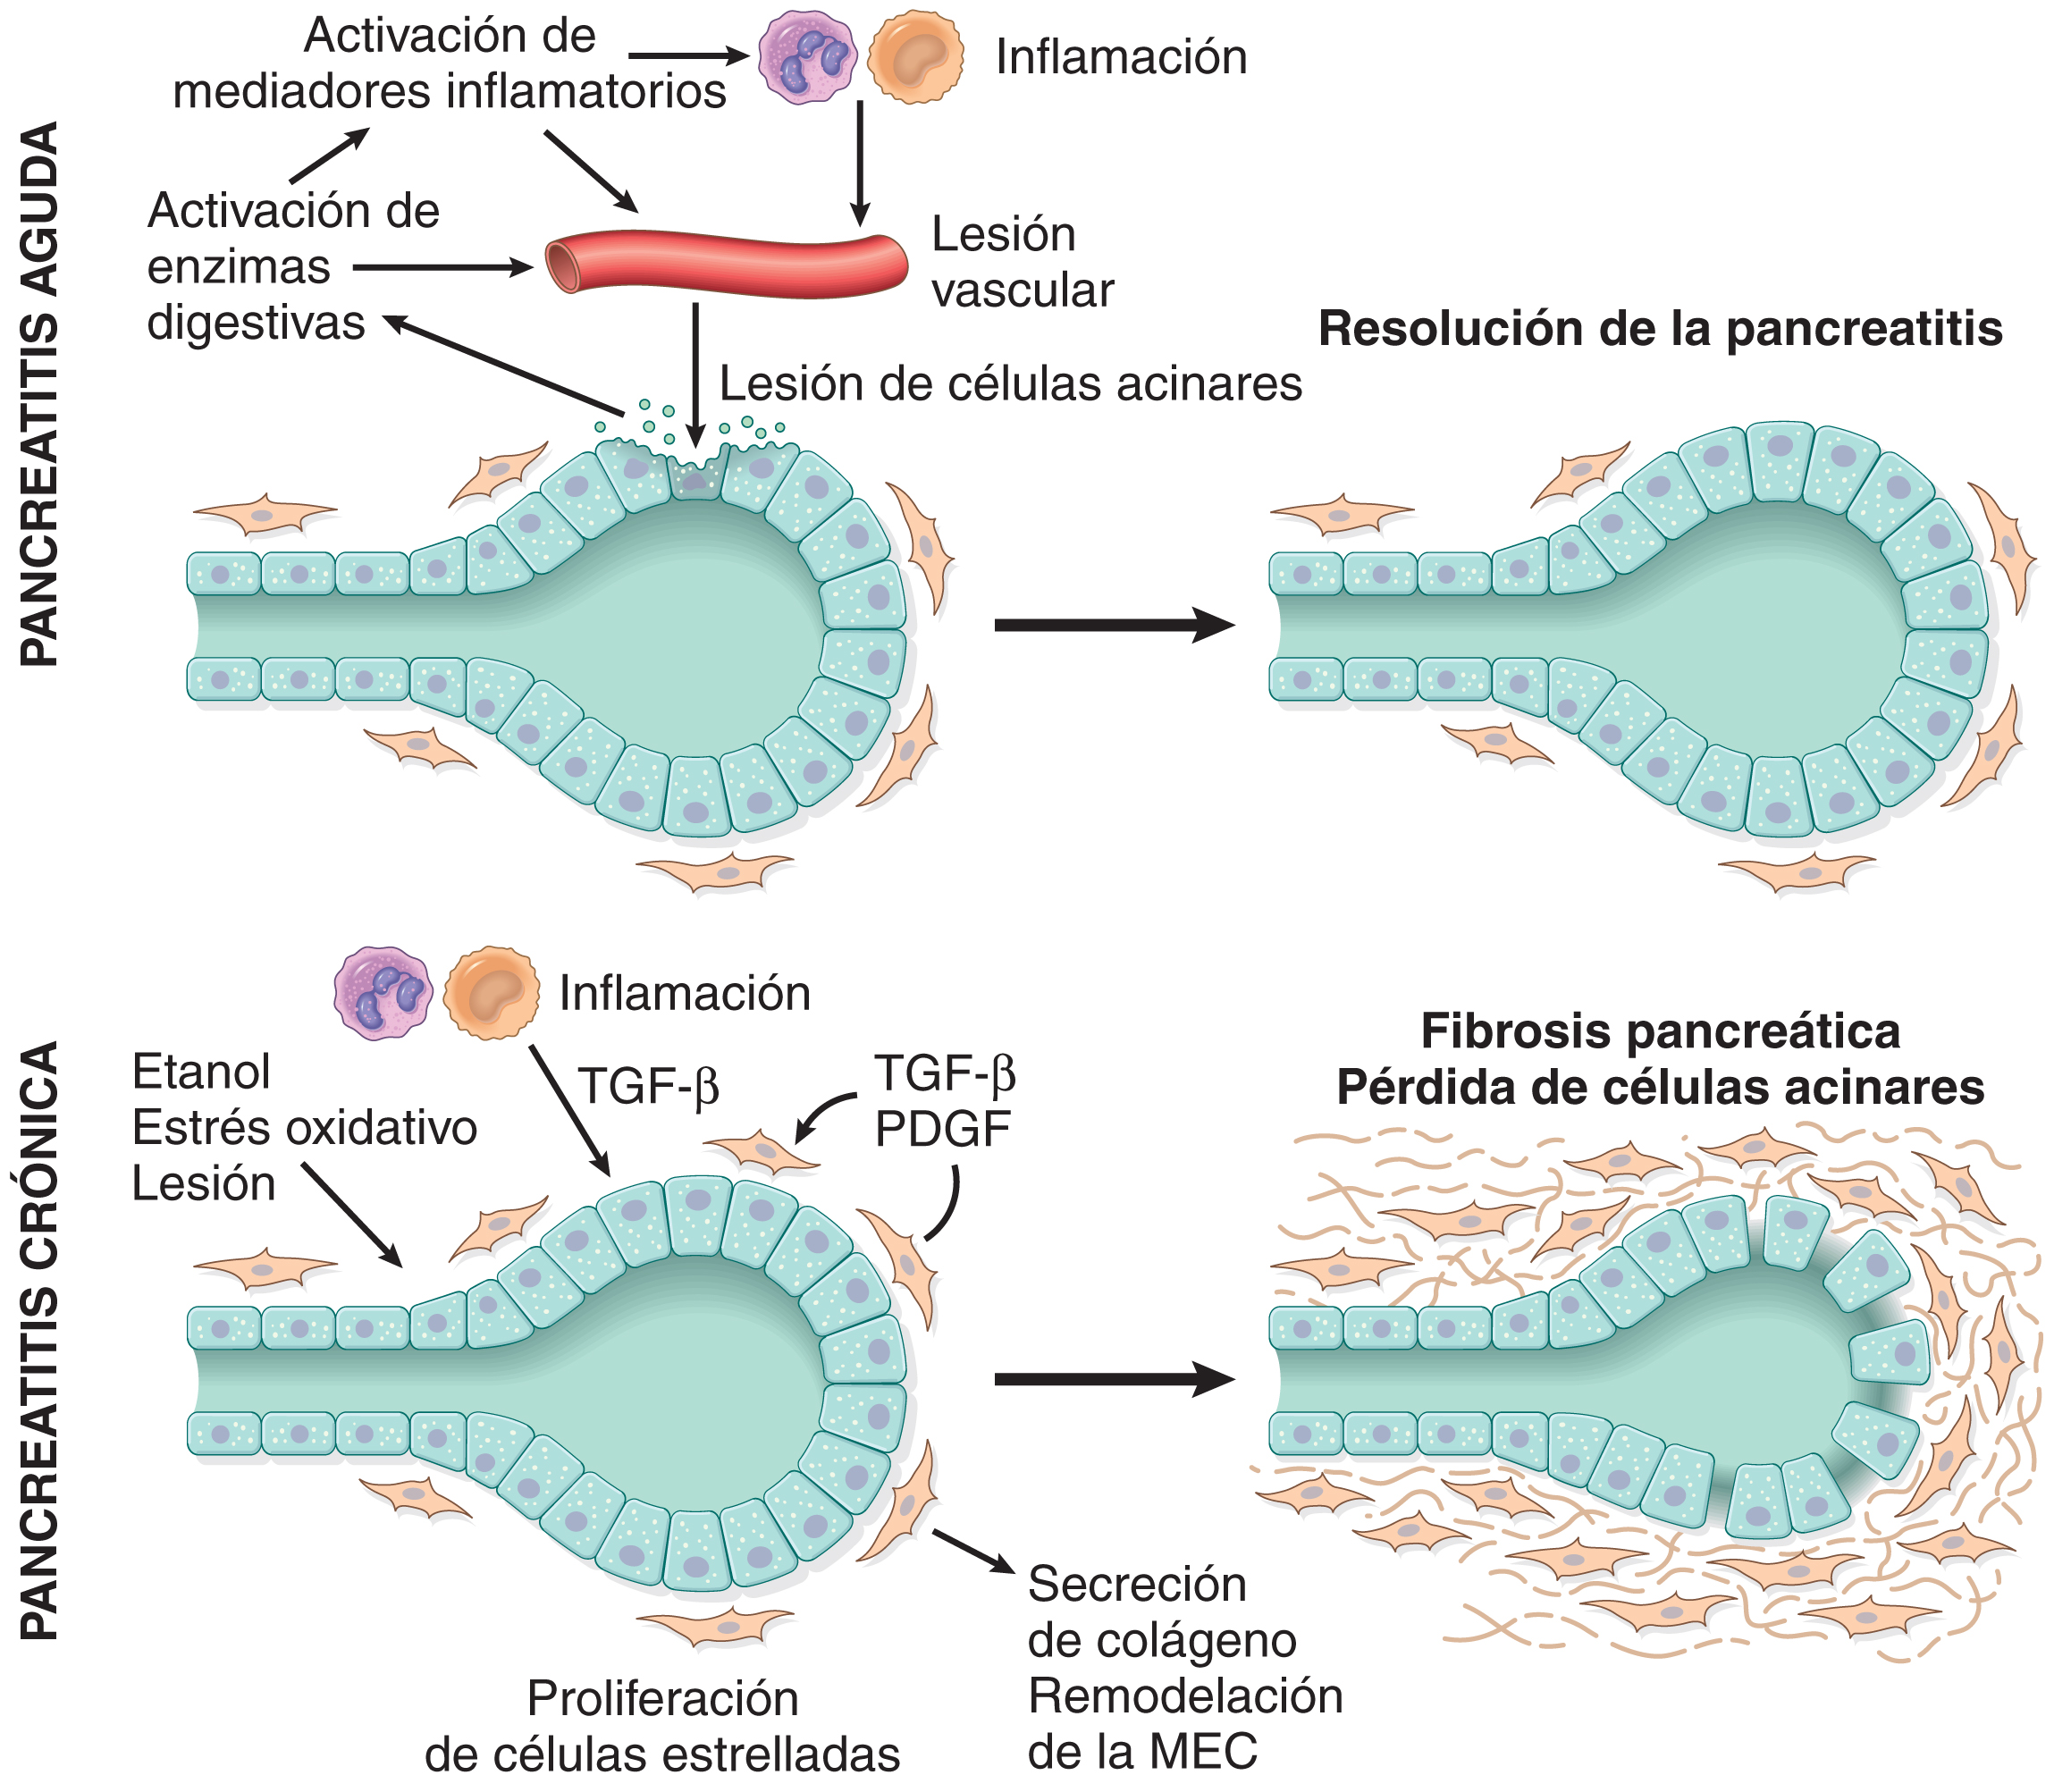 PANCREATITIS AGUDA
Activación de
mediadores inflamatorios
Inflamación
Activación de
enzimas
digestivas
Lesión
vascular
Lesión de células acinares
Resolución de la pancreatitis
PANCREATITIS CRÓNICA
Inflamación
Etanol
Estrés oxidativo
Lesión
TGF-β
TGF-β
PDGF
Fibrosis pancreática
Pérdida de células acinares
Secreción
de colágeno
Remodelación
de la MEC
Proliferación
de células estrelladas